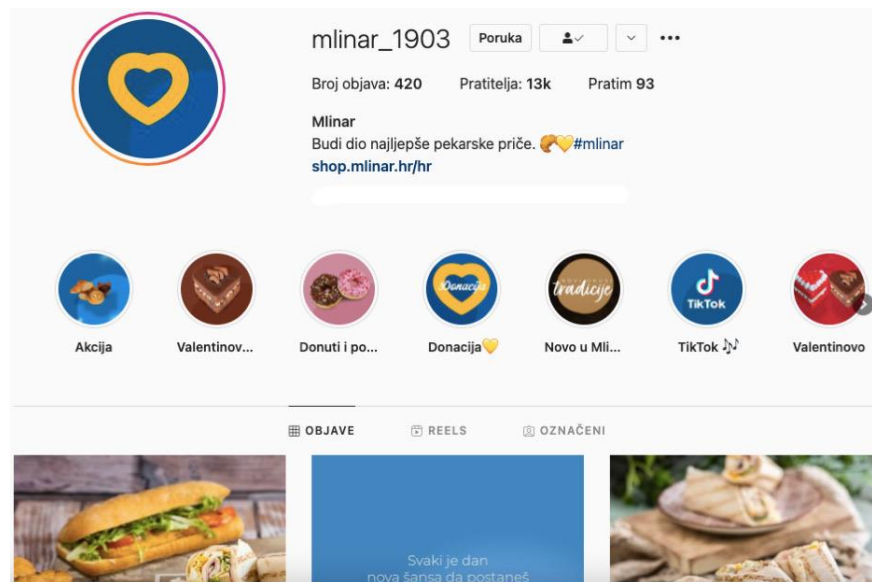 mlinar_1903 Poruka
Broj objava: 420 Pratitelja: 13k Pratim 93
Mlinar
Budi dio najljepše pekarske priče. 🥐💛#mlinar
shop.mlinar.hr/hr
Donacija
tradicije
TikTok
Akcija Valentinov... Donuti i po... Donacija💛 Novo u Mli... TikTok 🎶 Valentinovo
OBJAVE REELS OZNAČENI
Svaki je dan
nova šansa da postaneš